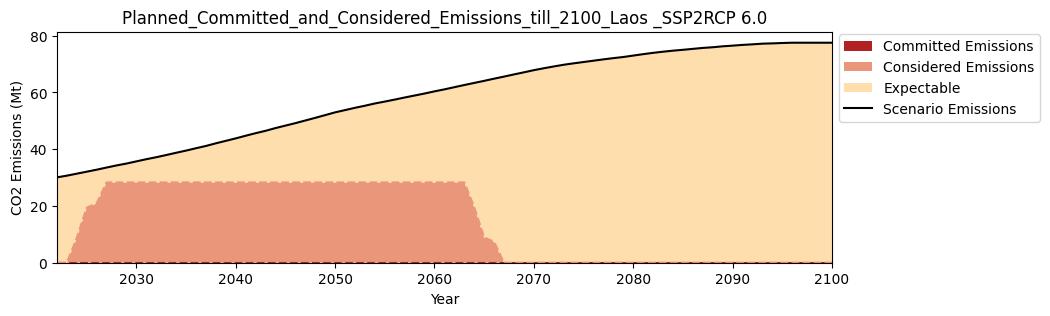 Planned_Committed_and_Considered_Emissions_till_2100_Laos _SSP2RCP 6.0
80
60
40
20
0
CO2 Emissions (Mt)
2030 2040 2050 2060 2070 2080 2090 2100
Year
Committed Emissions
Considered Emissions
Expectable
Scenario Emissions